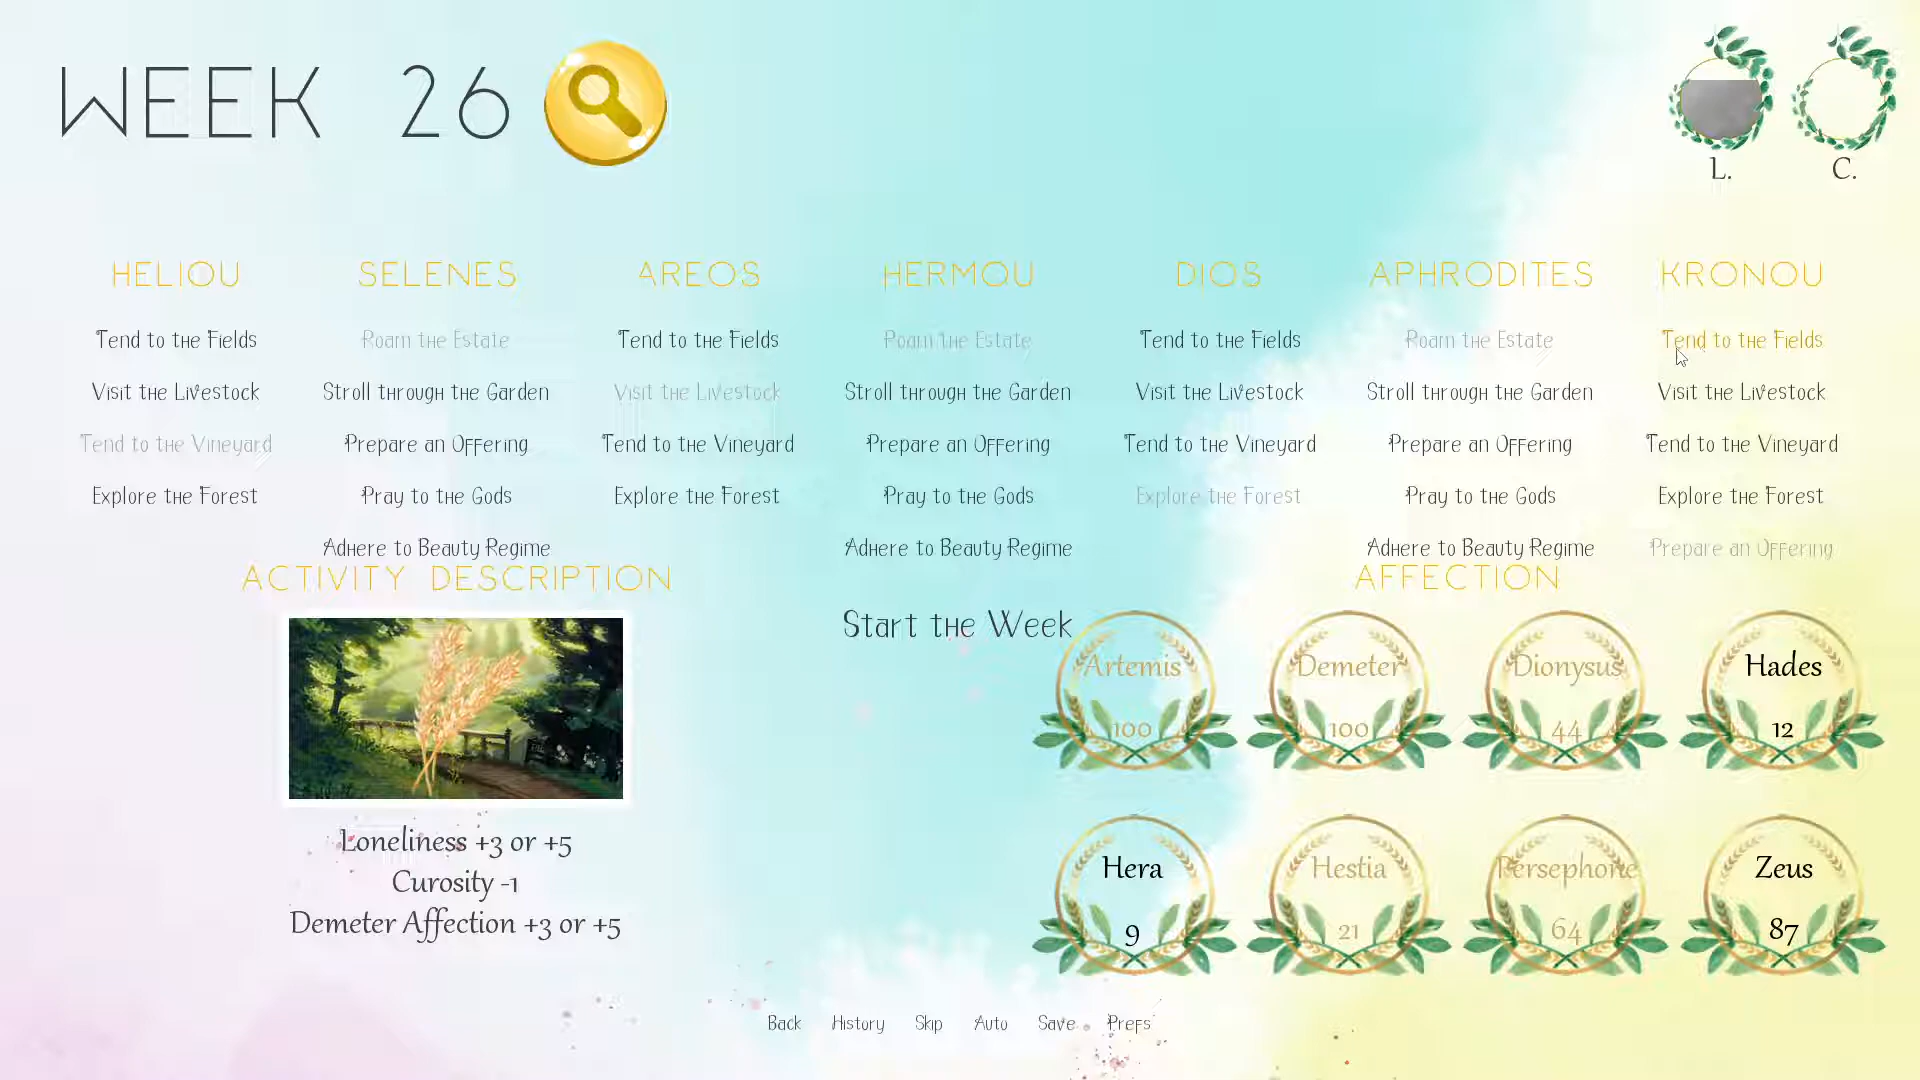 WEEK 26
L. C.
HELIOU SELENES AREOS HERMOU DIOS APHRODITES KRONOU
Tend to the Fields Roam the Estate Tend to the Fields Roam the Estate Tend to the Fields Roam the Estate Tend to the Fields
Visit the Livestock Stroll through the Garden Visit the Livestock Stroll through the Garden Visit the Livestock Stroll through the Garden Visit the Livestock
Tend to the Vineyard Prepare an Offering Tend to the Vineyard Prepare an Offering Tend to the Vineyard Prepare an Offering Tend to the Vineyard
Explore the Forest Pray to the Gods Explore the Forest Pray to the Gods Explore the Forest Pray to the Gods Explore the Forest
Adhere to Beauty Regime Adhere to Beauty Regime Adhere to Beauty Regime Prepare an Offering
ACTIVITY DESCRIPTION AFFECTION
Start the Week
Artemis Demeter Dionysus Hades
100 100 44 12
Loneliness +3 or +5
Curosity -1
Demeter Affection +3 or +5
Hera Hestia Persephone Zeus
9 21 64 87
Back History Skip Auto Save Prefs